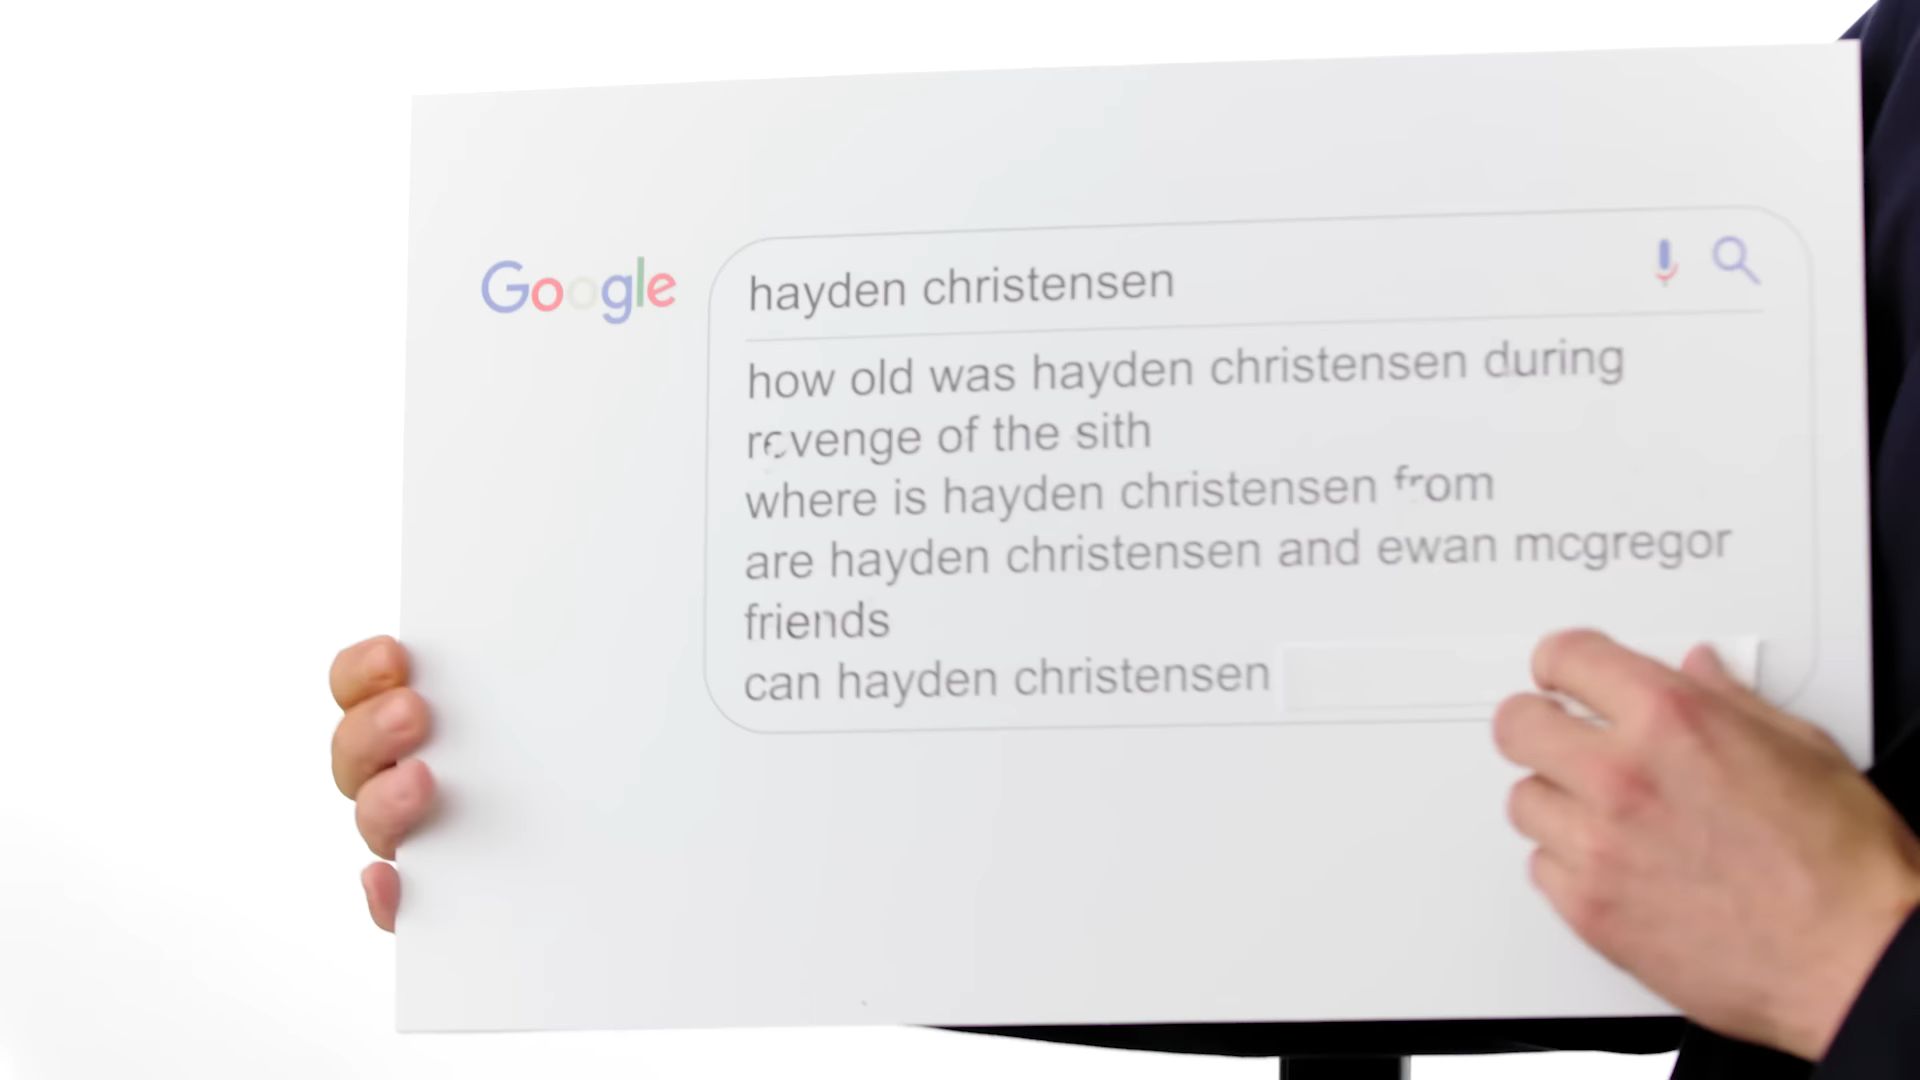 Google
hayden christensen
how old was hayden christensen during
revenge of the sith
where is hayden christensen from
are hayden christensen and ewan mcgregor
friends
can hayden christensen